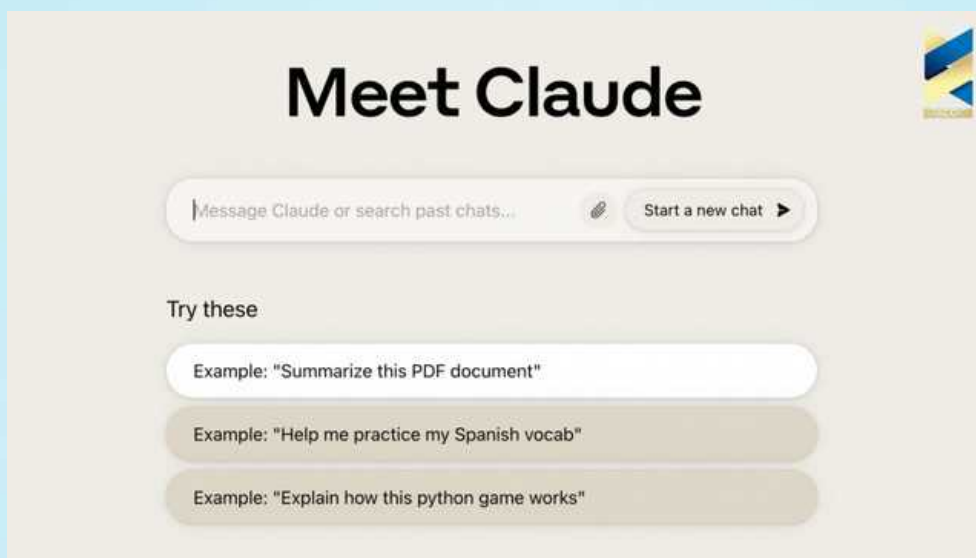 Meet Claude
Message Claude or search past chats...
Start a new chat
Try these
Example: "Summarize this PDF document"
Example: "Help me practice my Spanish vocab"
Example: "Explain how this python game works"